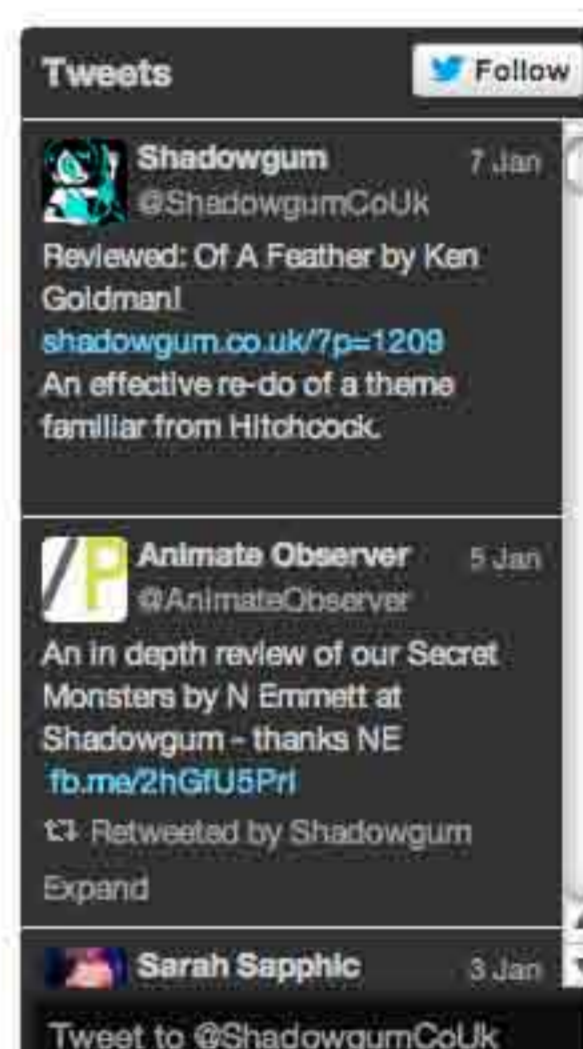 Tweets
Follow
Shadowgum 7 Jan
@ShadowgumCoUk
Reviewed: Of A Feather by Ken
Goldman!
shadowgum.co.uk/?p=1209
An effective re-do of a theme
familiar from Hitchcock.
/P
Animate Observer 5 Jan
@AnimateObserver
An in depth review of our Secret
Monsters by N Emmett at
Shadowgum - thanks NE
fb.me/2hGfU5PrI
Retweeted by Shadowgum
Expand
Sarah Sapphic 3 Jan
Tweet to @ShadowgumCoUk